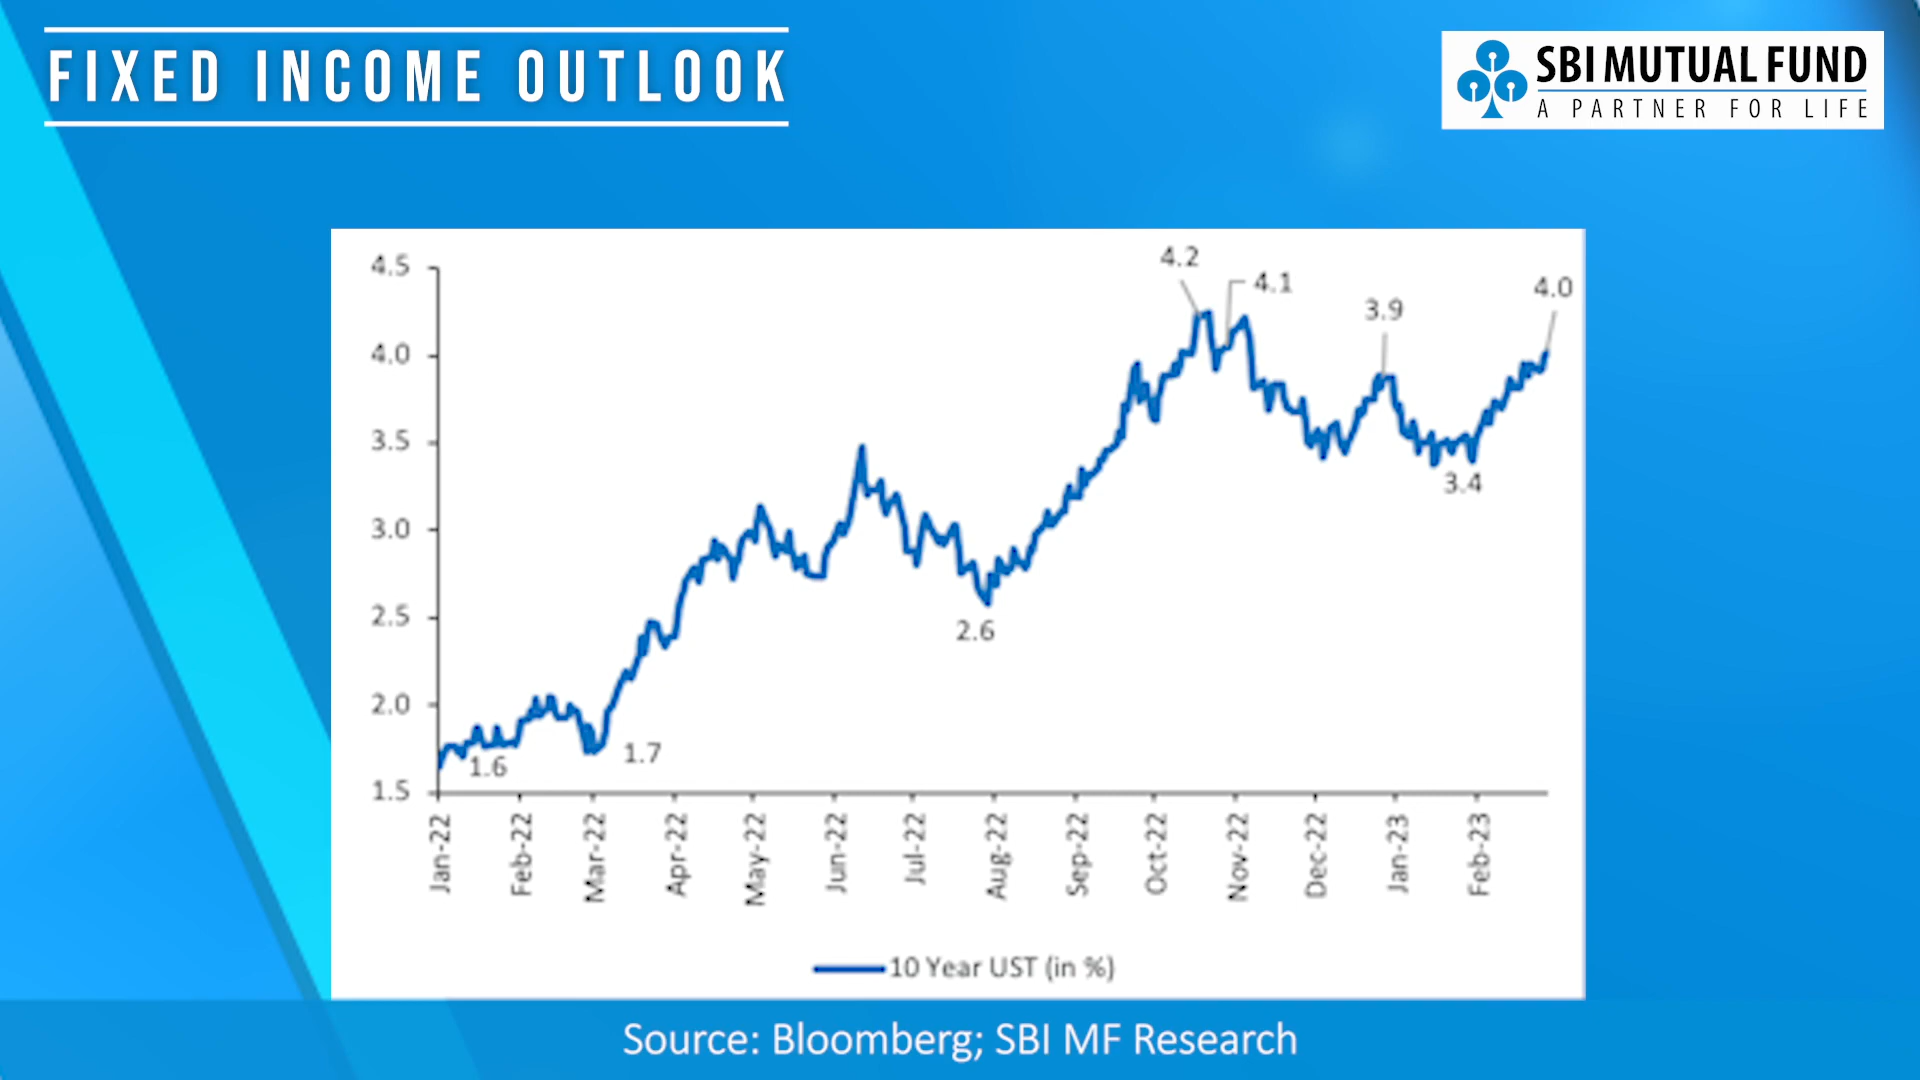 FIXED INCOME OUTLOOK
SBI MUTUAL FUND
A PARTNER FOR LIFE
4.5
4.0
3.5
3.0
2.5
2.0
1.5
4.2
4.1
3.9
4.0
3.4
2.6
1.7
1.6
Jan-22
Feb-22
Mar-22
Apr-22
May-22
Jun-22
Jul-22
Aug-22
Sep-22
Oct-22
Nov-22
Dec-22
Jan-23
Feb-23
10 Year UST (in %)
Source: Bloomberg; SBI MF Research